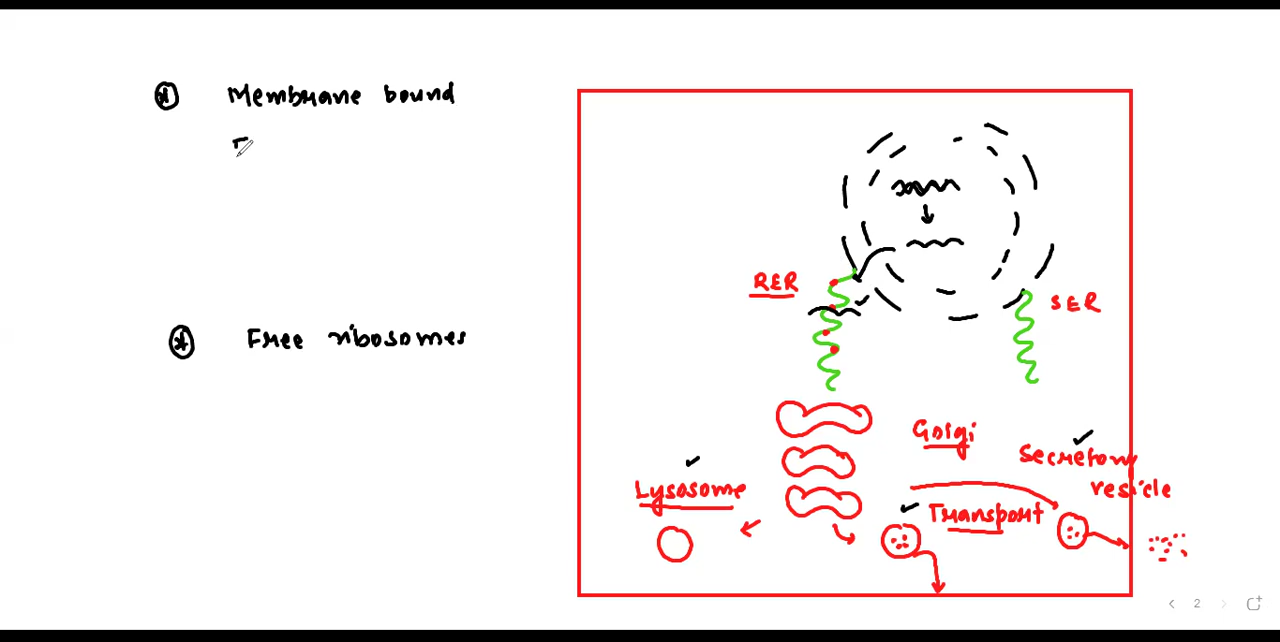 * Membrane bound
* Free ribosomes
RER
SER
Golgi
Secretory
vesicle
Lysosome
Transport
2